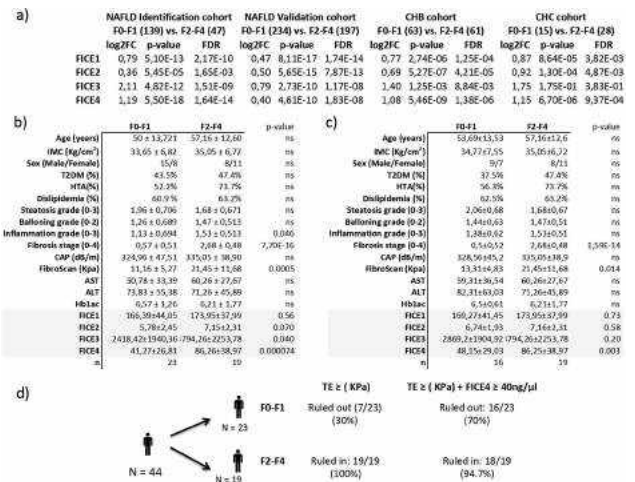 a)
NAFLD Identification cohort NAFLD Validation cohort CHB CHC
F0-F1 (139) vs. F2-F4 (47) F0-F1 (234) vs F2-F4 (197) F0-F1 (63) vs F2-F4 (61) F0-F1 (15) vs F2-F4 (28)
log2FC p-value FDR log2FC p-value FDR log2FC p-value FDR log2FC p-value FDR
FICE1 0,79 5,10E-13 2,17E-10 0,47 8,11E-17 1,74E-14 0,77 2,74E-06 1,25E-04 0,87 8,64E-05 3,82E-03
FICE2 0,36 5,45E-05 1,65E-03 0,50 5,65E-15 7,87E-13 0,69 5,27E-07 4,21E-05 0,92 1,30E-04 4,87E-03
FICE3 2,11 4,82E-12 1,51E-09 0,79 2,73E-10 1,17E-08 1,40 1,25E-03 8,84E-03 1,75 1,75E-01 3,83E-01
FICE4 1,19 5,50E-18 1,64E-14 0,40 4,61E-10 1,83E-08 1,08 5,46E-09 1,38E-06 1,15 6,70E-06 9,37E-04
b)
F0-F1 F2-F4 p-value
Age (years) 50 ± 13,721 57,16 ± 12,60 ns
IMC (Kg/cm²) 33,65 ± 6,82 35,05 ± 6,72 ns
Sex (Male/Female) 15/8 8/11 ns
T2DM (%) 43.5% 47.4% ns
HTA(%) 52.2% 73.7% ns
Dislipidemia (%) 60.9% 63.2% ns
Steatosis grade (0-3) 1,96 ± 0,706 1,68 ± 0,671 ns
Balloning grade (0-2) 1,26 ± 0,689 1,47 ± 0,513 ns
Inflammation grade (0-3) 1,13 ± 0,694 1,53 ± 0,513 0,046
Fibrosis stage (0-4) 0,57 ± 0,51 2,68 ± 0,48 7,70E-16
CAP (dB/m) 324,96 ± 47,51 335,05 ± 38,90 ns
FibroScan (Kpa) 11,16 ± 5,27 21,45 ± 11,68 0.0005
AST 50,78 ± 33,39 60,26 ± 27,67 ns
ALT 73,83 ± 55,38 71,26 ± 45,89 ns
Hb1ac 6,57 ± 1,26 6,21 ± 1,77 ns
FICE1 166,39±44,05 173,95±37,99 0.56
FICE2 5,78±2,45 7,15±2,31 0.070
FICE3 2418,42±1940,36 794,26±2253,78 0.040
FICE4 41,27±26,81 86,26±38,97 0.000074
n 23 19
c)
F0-F1 F2-F4 p-value
Age (years) 53,69±13,53 57,16±12,6 ns
IMC (Kg/cm²) 34,77±7,55 35,05±6,72 ns
Sex (Male/Female) 9/7 8/11 ns
T2DM (%) 37.5% 47.4% ns
HTA(%) 56.3% 73.7% ns
Dislipidemia (%) 62.5% 63.2% ns
Steatosis grade (0-3) 2,06±0,68 1,68±0,67 ns
Balloning grade (0-2) 1,44±0,63 1,47±0,51 ns
Inflammation grade (0-3) 1,38±0,62 1,53±0,51 ns
Fibrosis stage (0-4) 0,5±0,52 2,68±0,48 1,59E-14
CAP (dB/m) 328,56±45,2 335,05±38,9 ns
FibroScan (Kpa) 13,31±4,83 21,45±11,68 0.014
AST 59,31±36,54 60,26±27,67 ns
ALT 82,31±63,03 71,26±45,89 ns
Hb1ac 6,5±0,61 6,21±1,77 ns
FICE1 169,27±41,45 173,95±37,99 0.73
FICE2 6,74±1,93 7,16±2,31 0.58
FICE3 2869,2±1904,92 794,26±2253,78 0.20
FICE4 48,15±29,03 86,25±38,97 0.003
n 16 19
d)
TE ≥ ( KPa) TE ≥ ( KPa) + FICE4 ≥ 40ng/µl
F0-F1 Ruled out (7/23) Ruled out: 16/23
N = 23 (30%) (70%)
N = 44
F2-F4 Ruled in: 19/19 Ruled in: 18/19
N = 19 (100%) (94.7%)